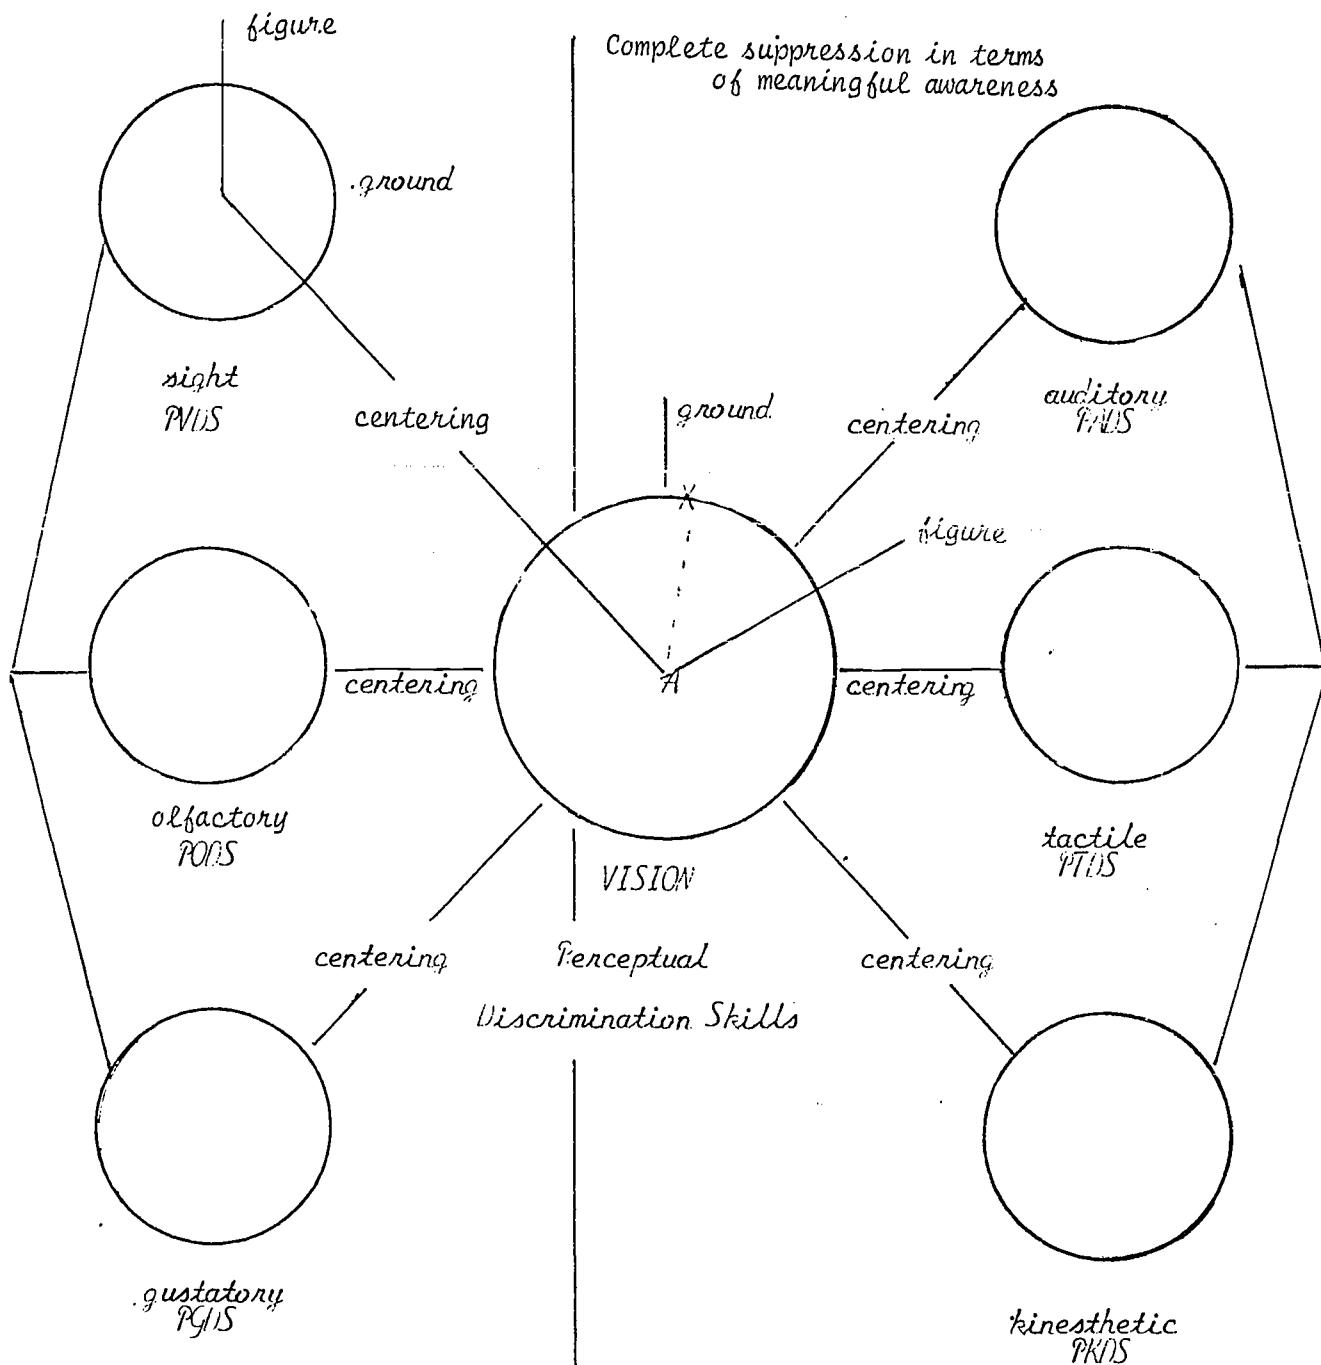 figure
Complete suppression in terms
of meaningful awareness
ground
sight
PVDS
centering
ground
centering
auditory
PADS
X
figure
A
centering
centering
olfactory
PODS
tactile
PTDS
VISION
centering
Perceptual
centering
Discrimination Skills
gustatory
PGDS
kinesthetic
PKDS